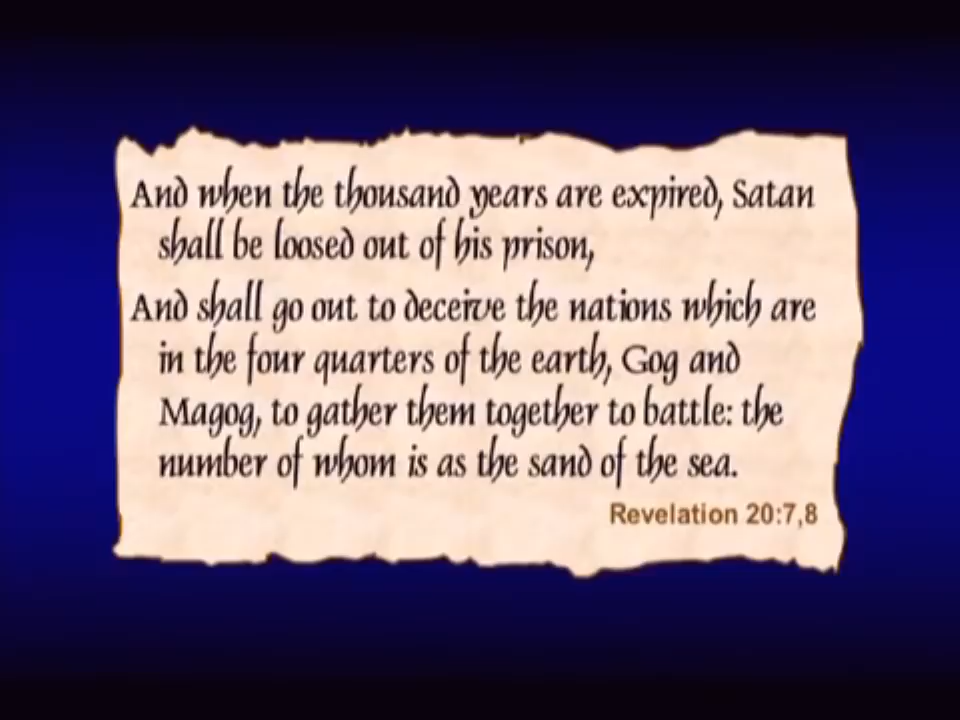 And when the thousand years are expired, Satan
shall be loosed out of his prison,
And shall go out to deceive the nations which are
in the four quarters of the earth, Gog and
Magog, to gather them together to battle: the
number of whom is as the sand of the sea.
Revelation 20:7,8